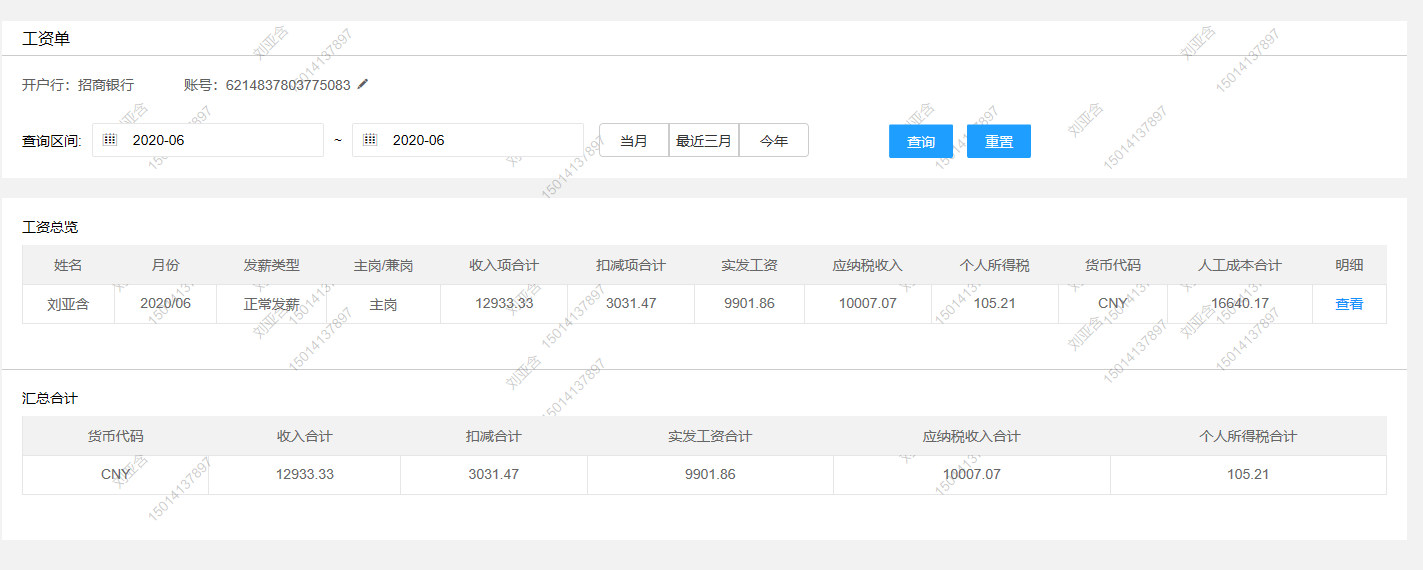 工资单
开户行：招商银行 账号：6214837803775083
查询区间: 2020-06 ~ 2020-06 当月 最近三月 今年 查询 重置
工资总览
姓名 月份 发薪类型 主岗/兼岗 收入项合计 扣减项合计 实发工资 应纳税收入 个人所得税 货币代码 人工成本合计 明细
刘亚含 2020/06 正常发薪 主岗 12933.33 3031.47 9901.86 10007.07 105.21 CNY 16640.17 查看
汇总合计
货币代码 收入合计 扣减合计 实发工资合计 应纳税收入合计 个人所得税合计
CNY 12933.33 3031.47 9901.86 10007.07 105.21
刘亚含
15014137897